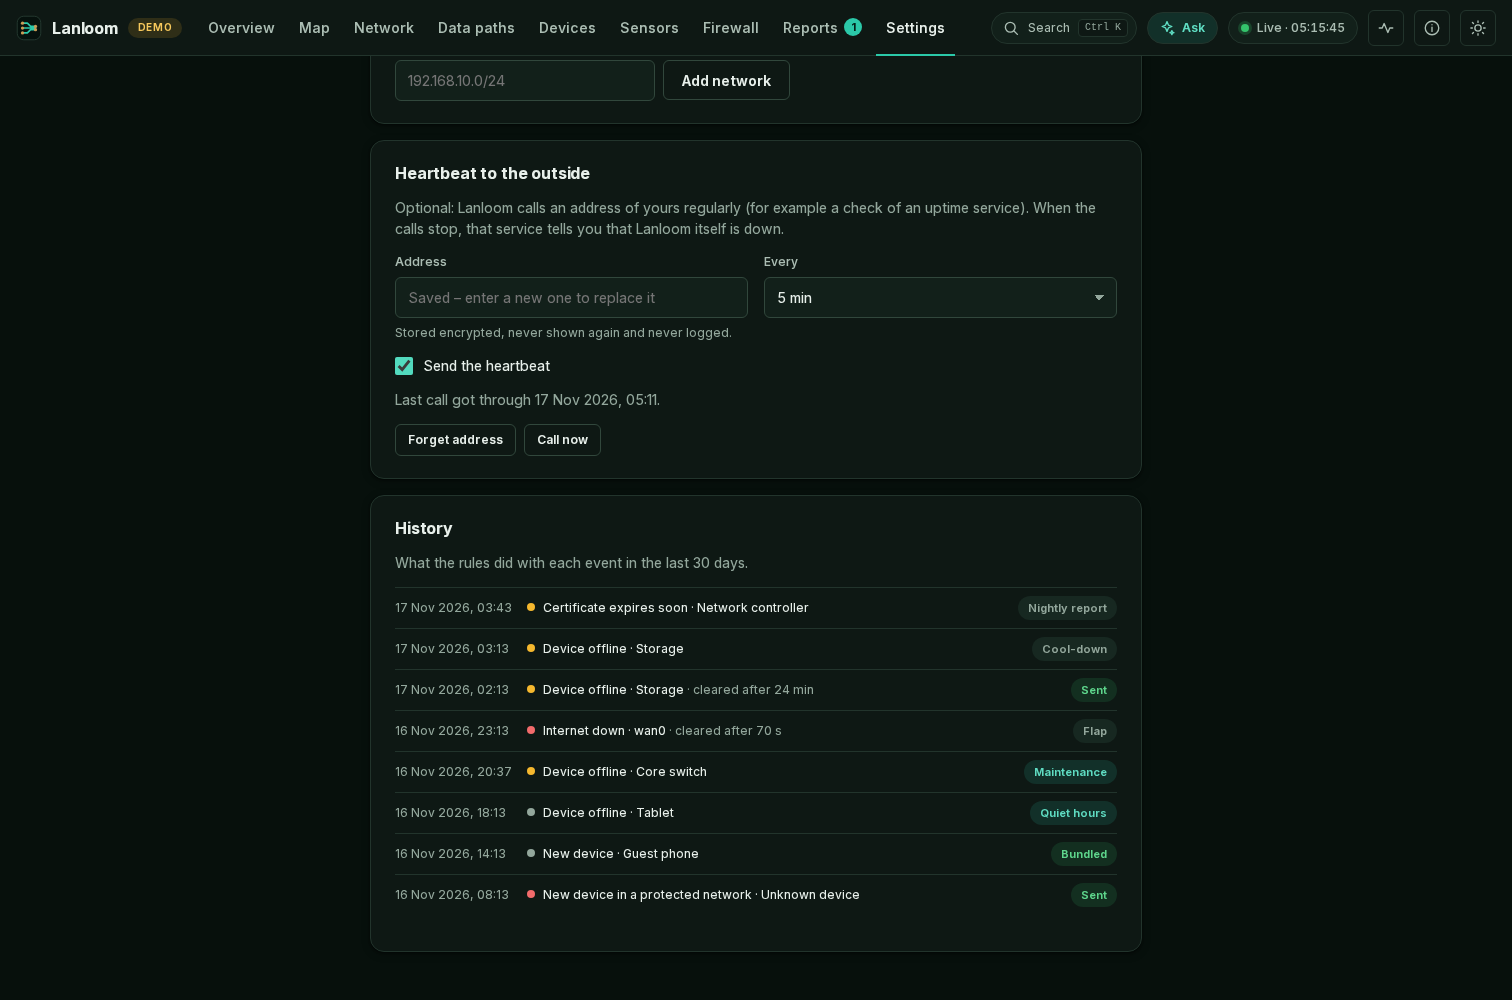 Lanloom DEMO Overview Map Network Data paths Devices Sensors Firewall Reports 1 Settings Search Ctrl K Ask Live · 05:15:45
192.168.10.0/24 Add network
Heartbeat to the outside
Optional: Lanloom calls an address of yours regularly (for example a check of an uptime service). When the
calls stop, that service tells you that Lanloom itself is down.
Address Every
Saved – enter a new one to replace it 5 min
Stored encrypted, never shown again and never logged.
Send the heartbeat
Last call got through 17 Nov 2026, 05:11.
Forget address Call now
History
What the rules did with each event in the last 30 days.
17 Nov 2026, 03:43 Certificate expires soon · Network controller Nightly report
17 Nov 2026, 03:13 Device offline · Storage Cool-down
17 Nov 2026, 02:13 Device offline · Storage · cleared after 24 min Sent
16 Nov 2026, 23:13 Internet down · wan0 · cleared after 70 s Flap
16 Nov 2026, 20:37 Device offline · Core switch Maintenance
16 Nov 2026, 18:13 Device offline · Tablet Quiet hours
16 Nov 2026, 14:13 New device · Guest phone Bundled
16 Nov 2026, 08:13 New device in a protected network · Unknown device Sent